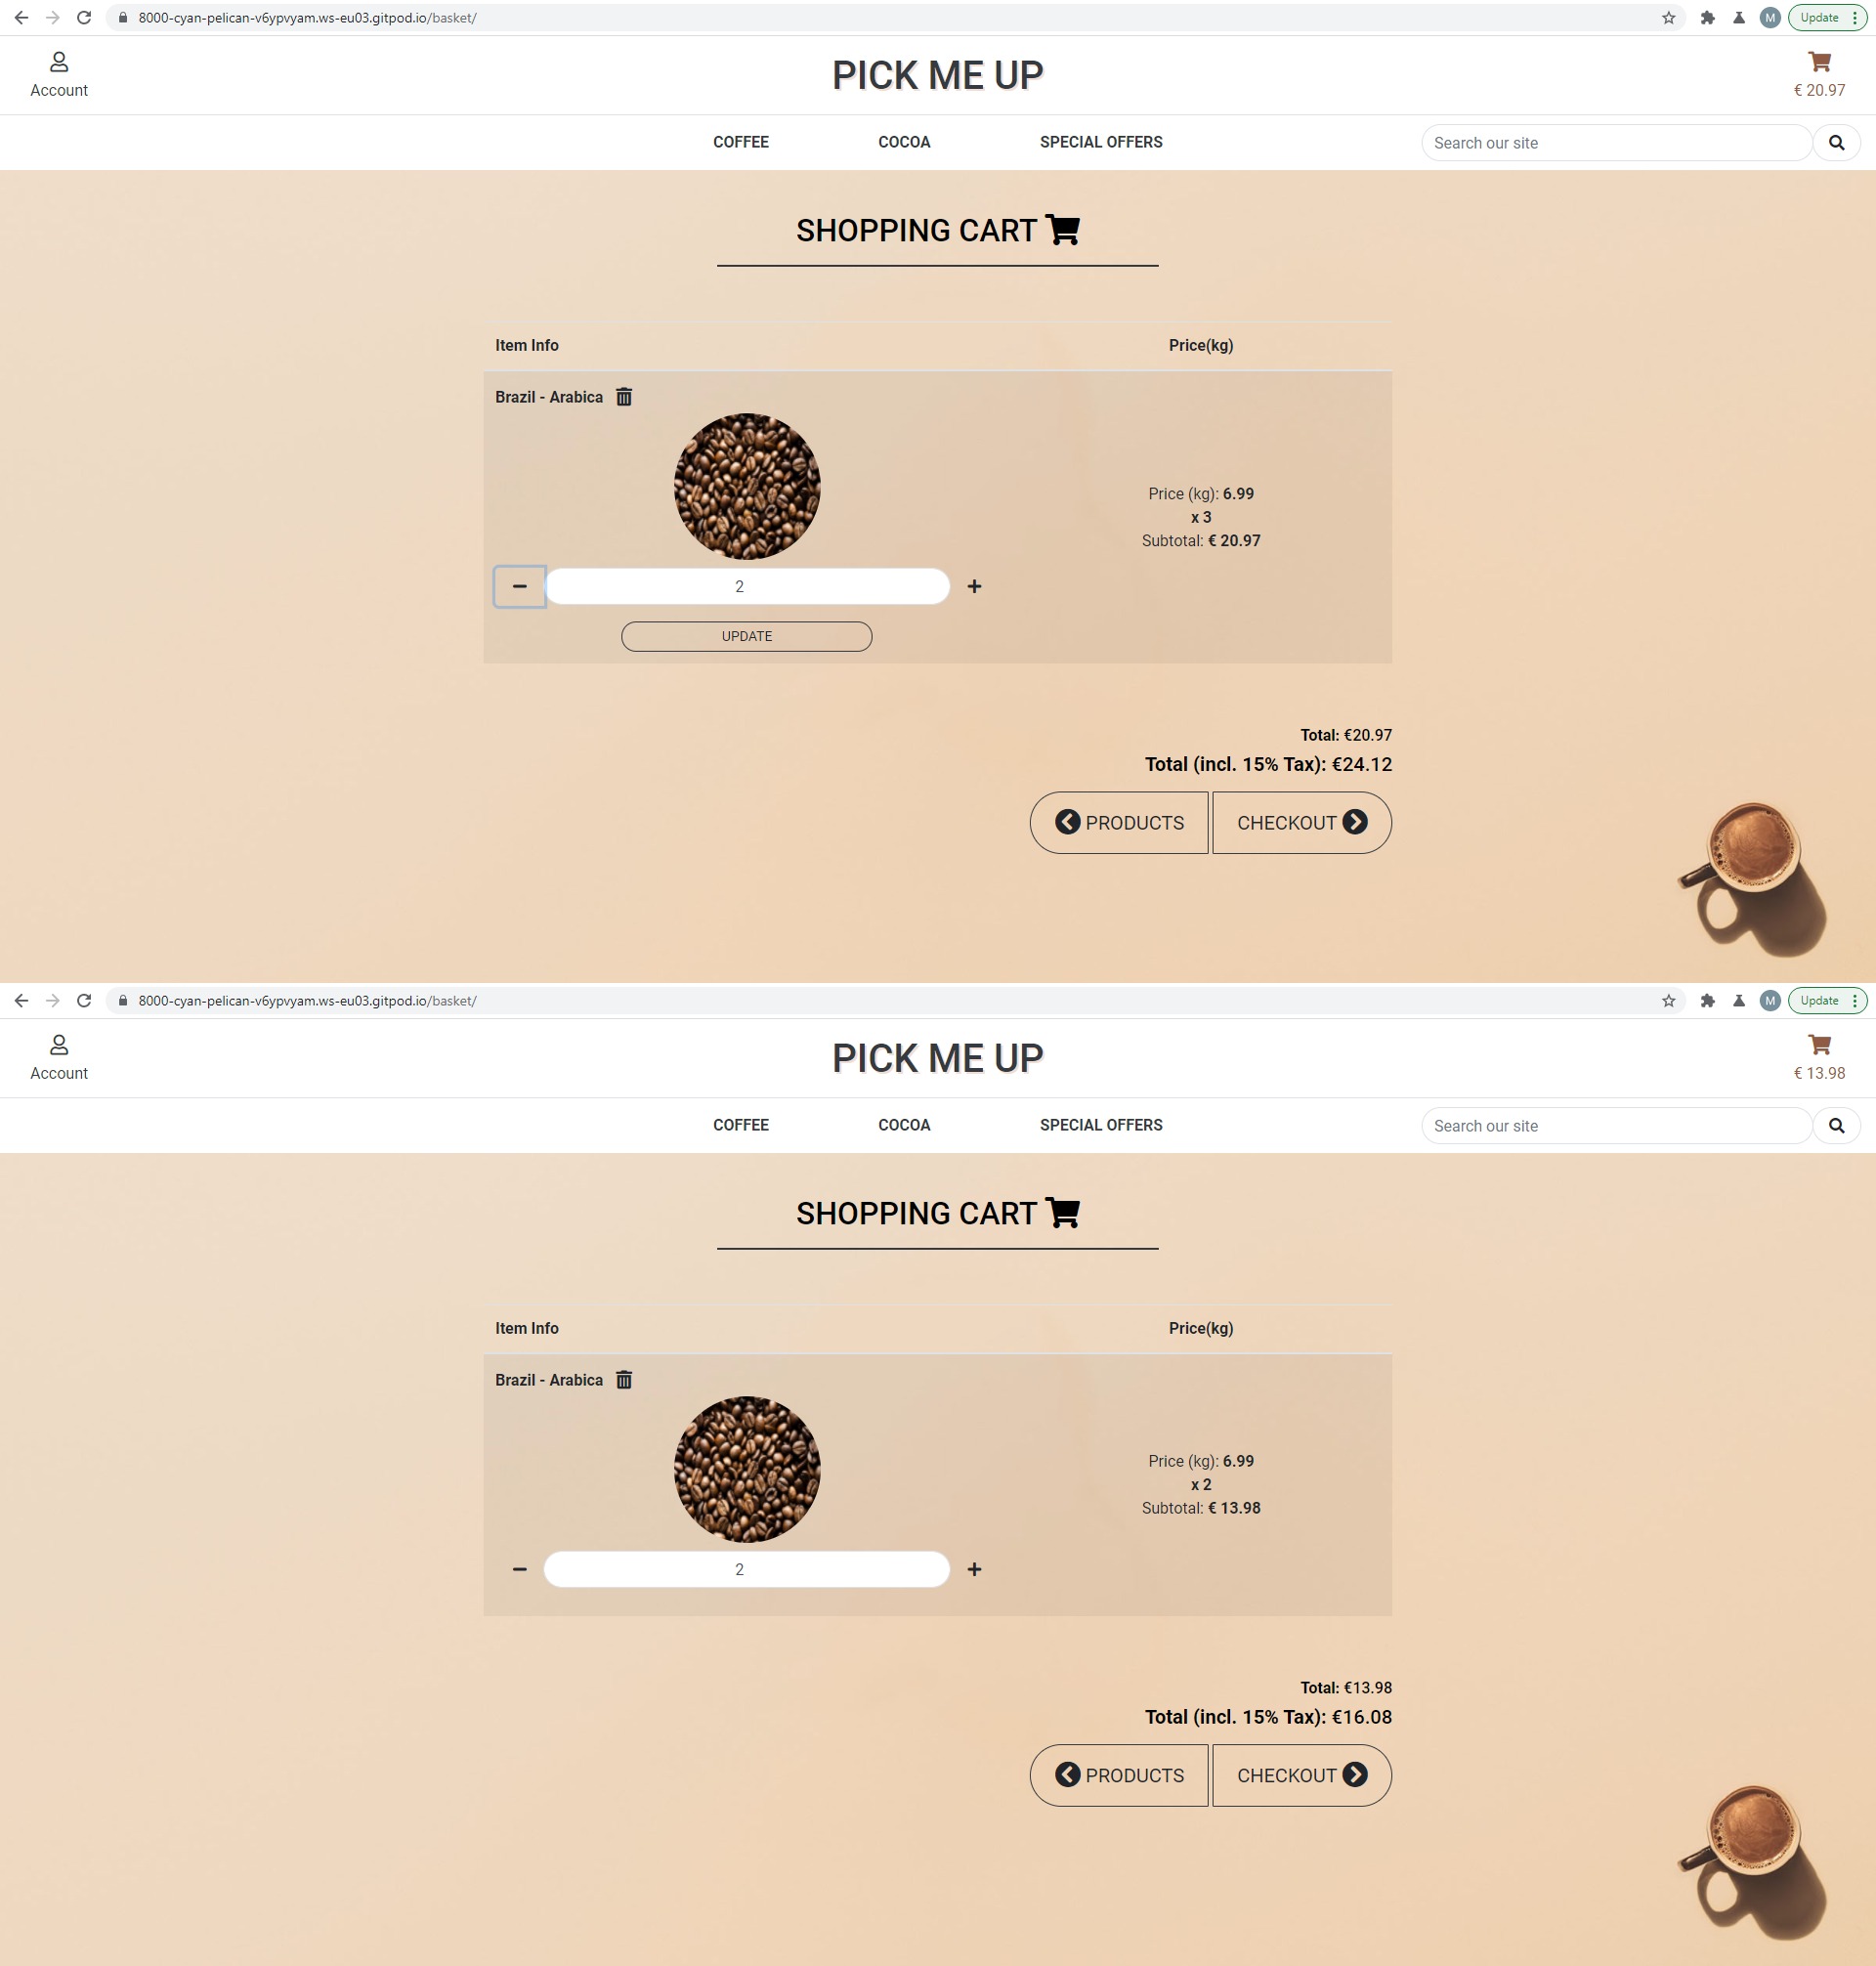 8000-cyan-pelican-v6ypvyam.ws-eu03.gitpod.io/basket/
M
Update
Account
PICK ME UP
€ 20.97
COFFEE
COCOA
SPECIAL OFFERS
Search our site
SHOPPING CART
Item Info
Price(kg)
Brazil - Arabica
Price (kg): 6.99
x 3
Subtotal: € 20.97
2
UPDATE
Total: €20.97
Total (incl. 15% Tax): €24.12
PRODUCTS
CHECKOUT
8000-cyan-pelican-v6ypvyam.ws-eu03.gitpod.io/basket/
M
Update
Account
PICK ME UP
€ 13.98
COFFEE
COCOA
SPECIAL OFFERS
Search our site
SHOPPING CART
Item Info
Price(kg)
Brazil - Arabica
Price (kg): 6.99
x 2
Subtotal: € 13.98
2
Total: €13.98
Total (incl. 15% Tax): €16.08
PRODUCTS
CHECKOUT